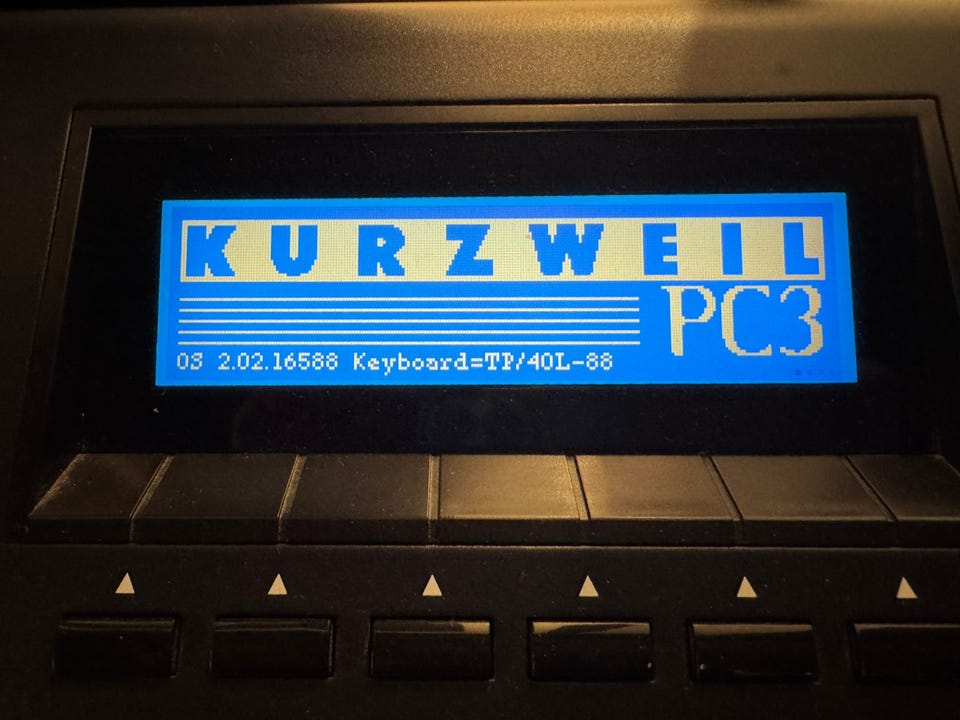 KURZWEIL
PC3
OS 2.02.16588 Keyboard=TP/40L-88